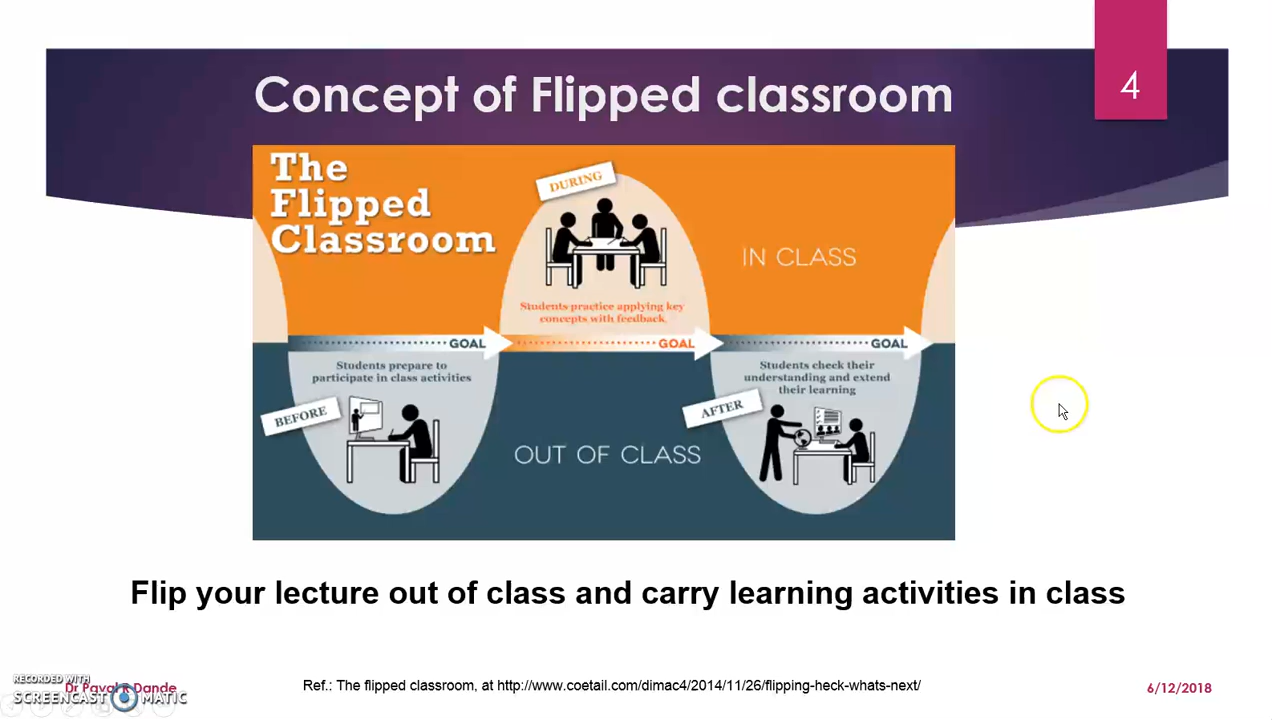 Concept of Flipped classroom
4
The
Flipped
Classroom
DURING
IN CLASS
Students practice applying key
concepts with feedback.
GOAL
GOAL
GOAL
Students prepare to
participate in class activities
Students check their
understanding and extend
their learning
BEFORE
AFTER
OUT OF CLASS
Flip your lecture out of class and carry learning activities in class
RECORDED WITH
SCREENCAST MATIC
Dr Payal K Dande
Ref.: The flipped classroom, at http://www.coetail.com/dimac4/2014/11/26/flipping-heck-whats-next/
6/12/2018